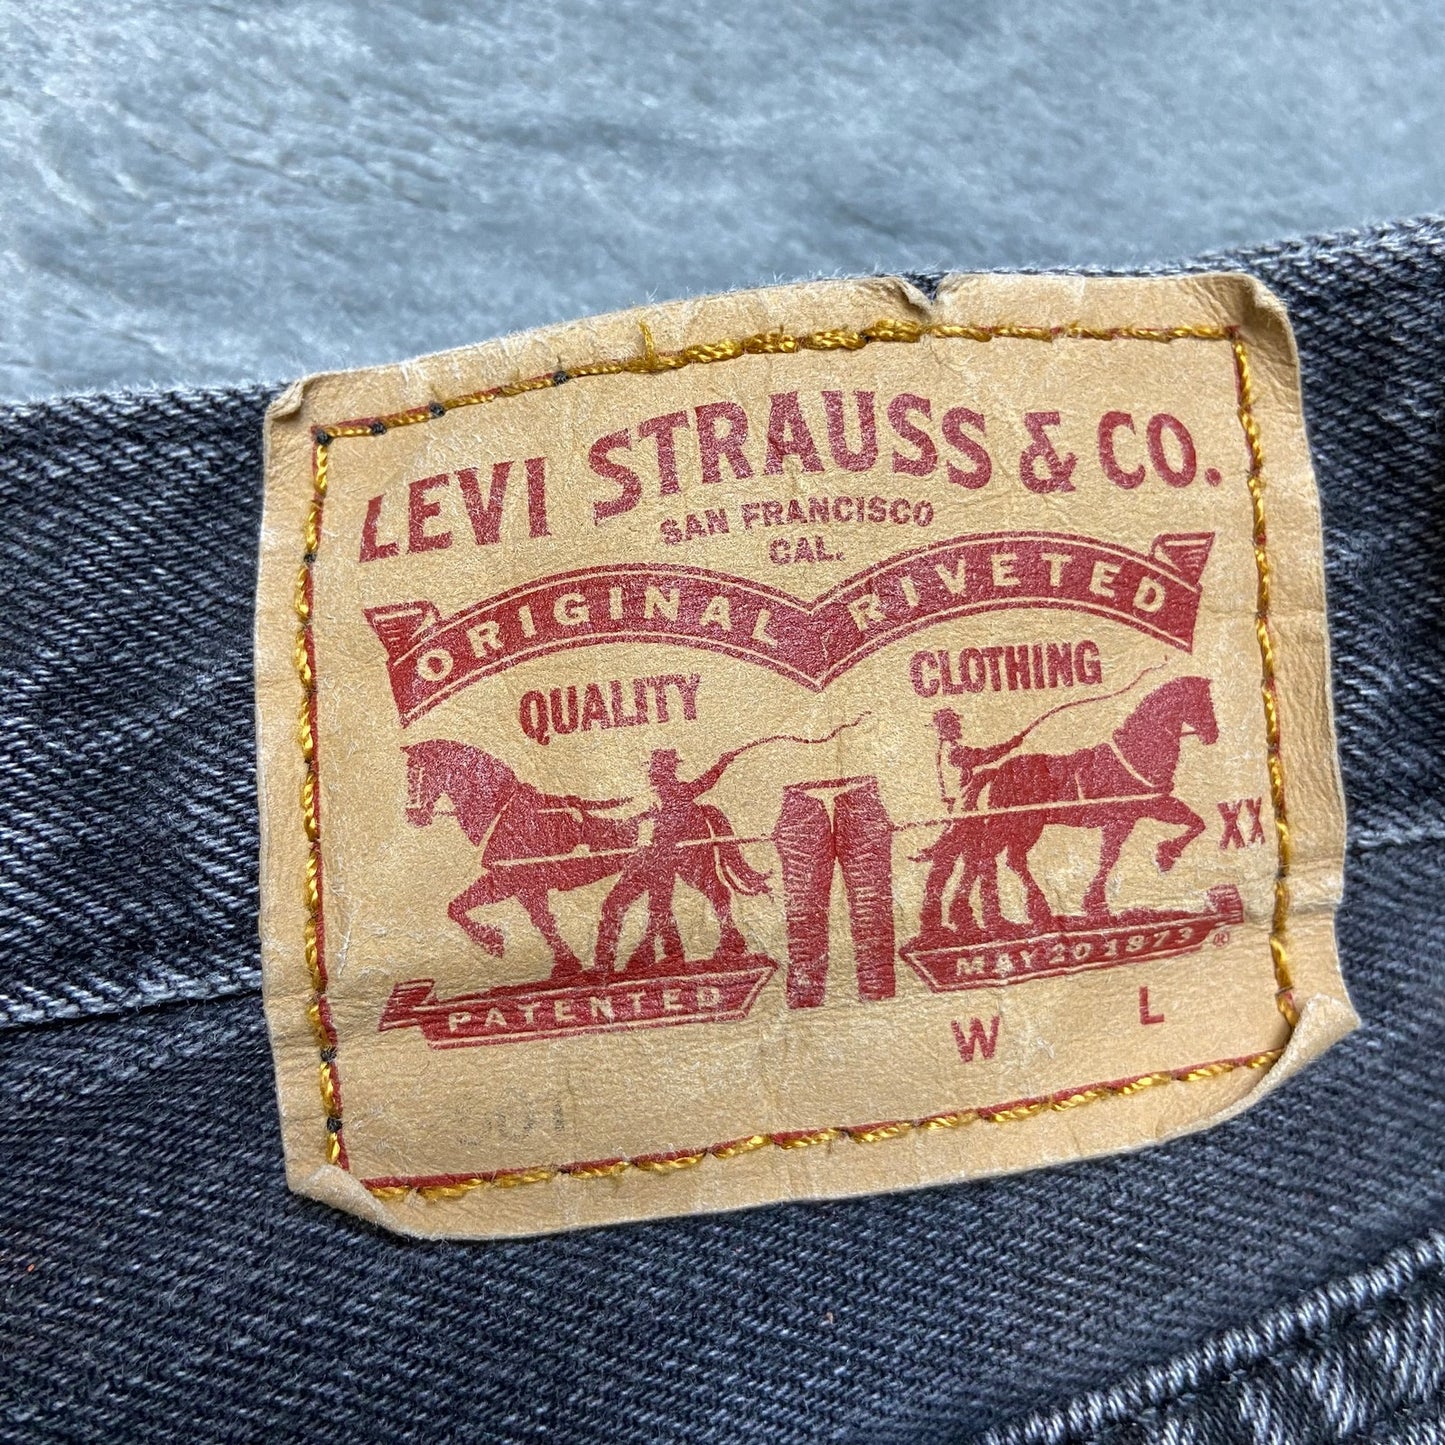 LEVI STRAUSS & CO.
SAN FRANCISCO
CAL.
ORIGINAL RIVETED
QUALITY CLOTHING
XX
PATENTED MAY 20 1873 ®
W L